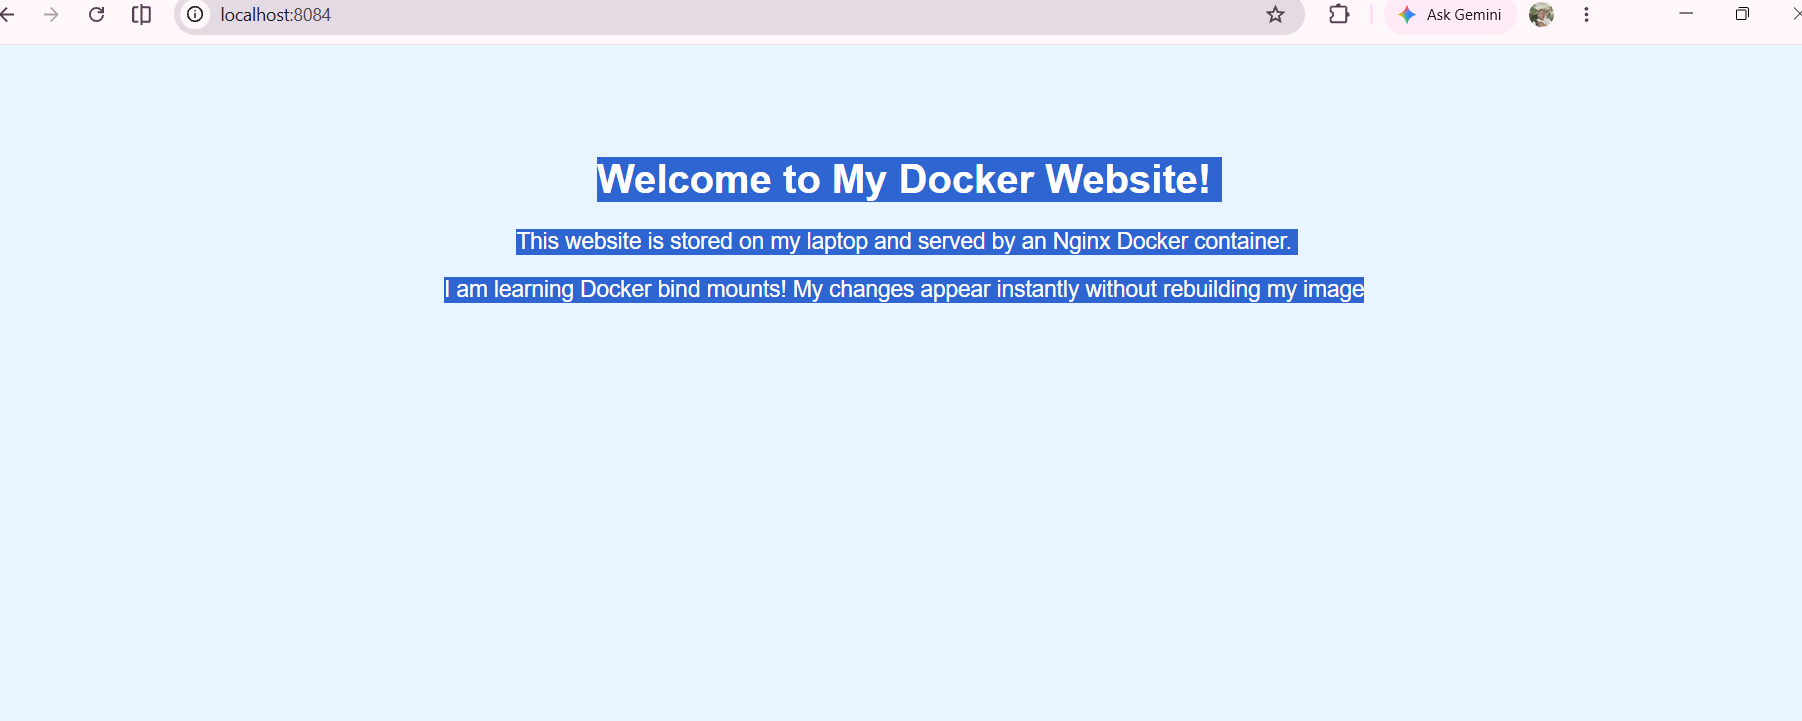 localhost:8084
Ask Gemini
Welcome to My Docker Website!
This website is stored on my laptop and served by an Nginx Docker container.
I am learning Docker bind mounts! My changes appear instantly without rebuilding my image